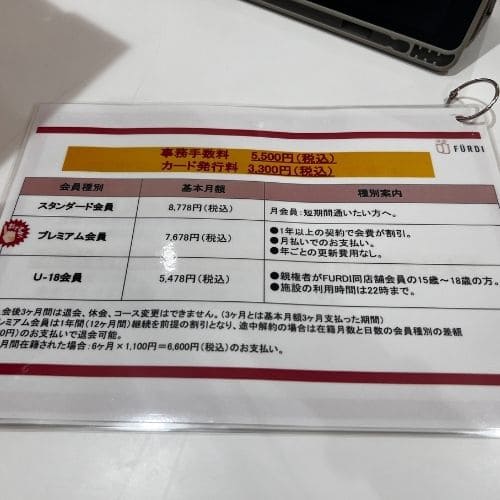 FURDI
事務手数料 5,500円(税込)
カード発行料 3,300円(税込)
会員種別 基本月額 種別案内
スタンダード会員 8,778円(税込) 月会員:短期間通いたい方へ。
プレミアム会員 7,678円(税込)
●1年以上の契約で会費が割引。
●月払いでのお支払い。
●年ごとの更新費用なし。
U-18会員 5,478円(税込)
●親権者がFURDI同店舗会員の15歳～18歳の方。
●施設の利用時間は22時まで。
会後3ヶ月間は退会、休会、コース変更はできません。(3ヶ月とは基本月額3ヶ月支払った期間)
レミアム会員は1年間(12ヶ月間)継続を前提の割引となり、途中解約の場合は在籍月数と日数の会員種別の差額
0円)のお支払いで退会可能。
月間在籍された場合:6ヶ月×1,100円=6,600円(税込)のお支払い。